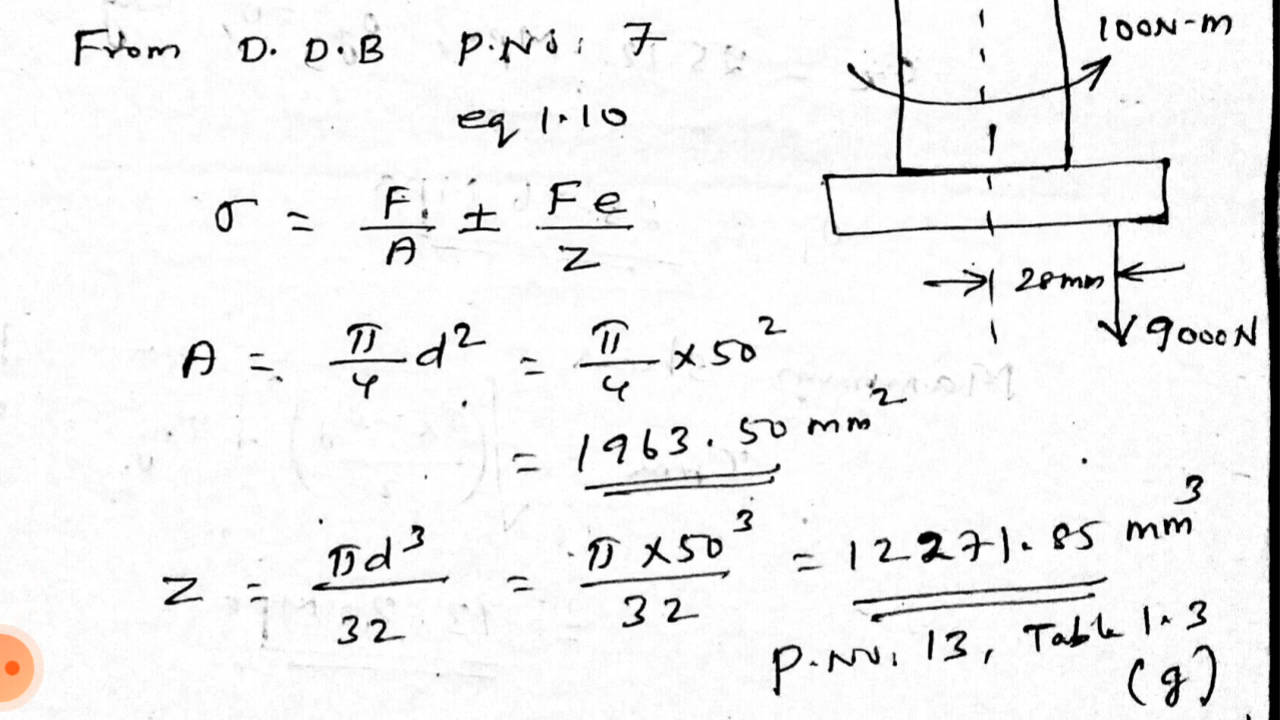 From D. D. B P.No: 7
eq 1.10
σ = F/A ± Fe/Z
A = π/4 d² = π/4 × 50²
= 1963.50 mm²
Z = πd³/32 = π × 50³/32 = 12271.85 mm³
P.No. 13, Table 1.3
(g)
100N-m
28mm
9000N